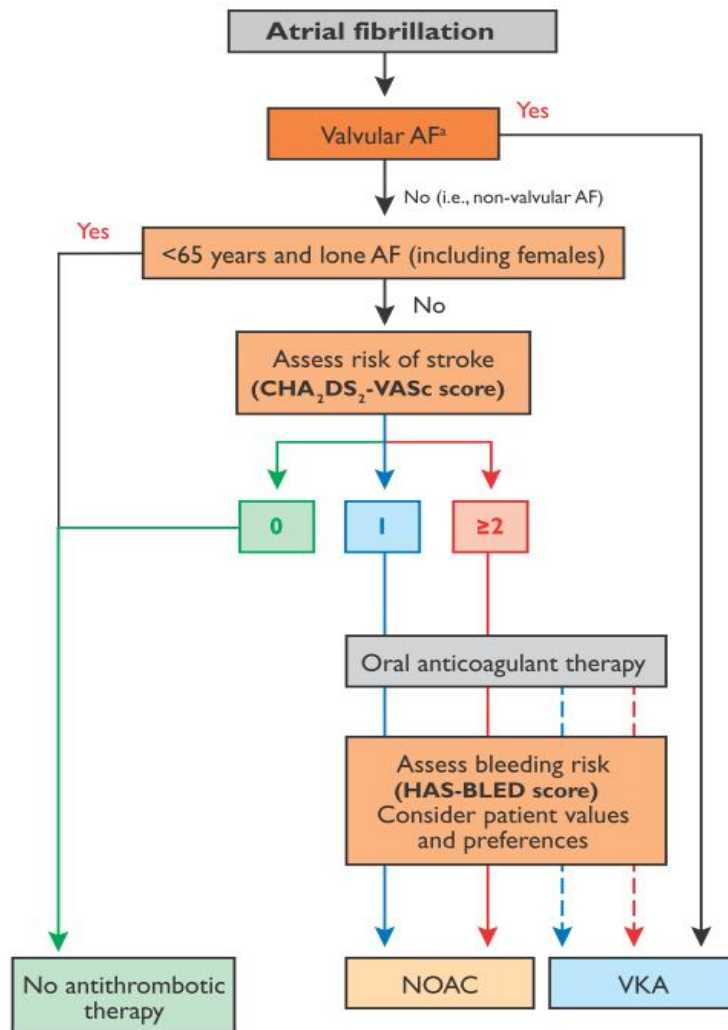 Atrial fibrillation
Yes
Valvular AFᵃ
No (i.e., non-valvular AF)
Yes
<65 years and lone AF (including females)
No
Assess risk of stroke
(CHA₂DS₂-VASc score)
0
1
≥2
Oral anticoagulant therapy
Assess bleeding risk
(HAS-BLED score)
Consider patient values
and preferences
No antithrombotic
therapy
NOAC
VKA